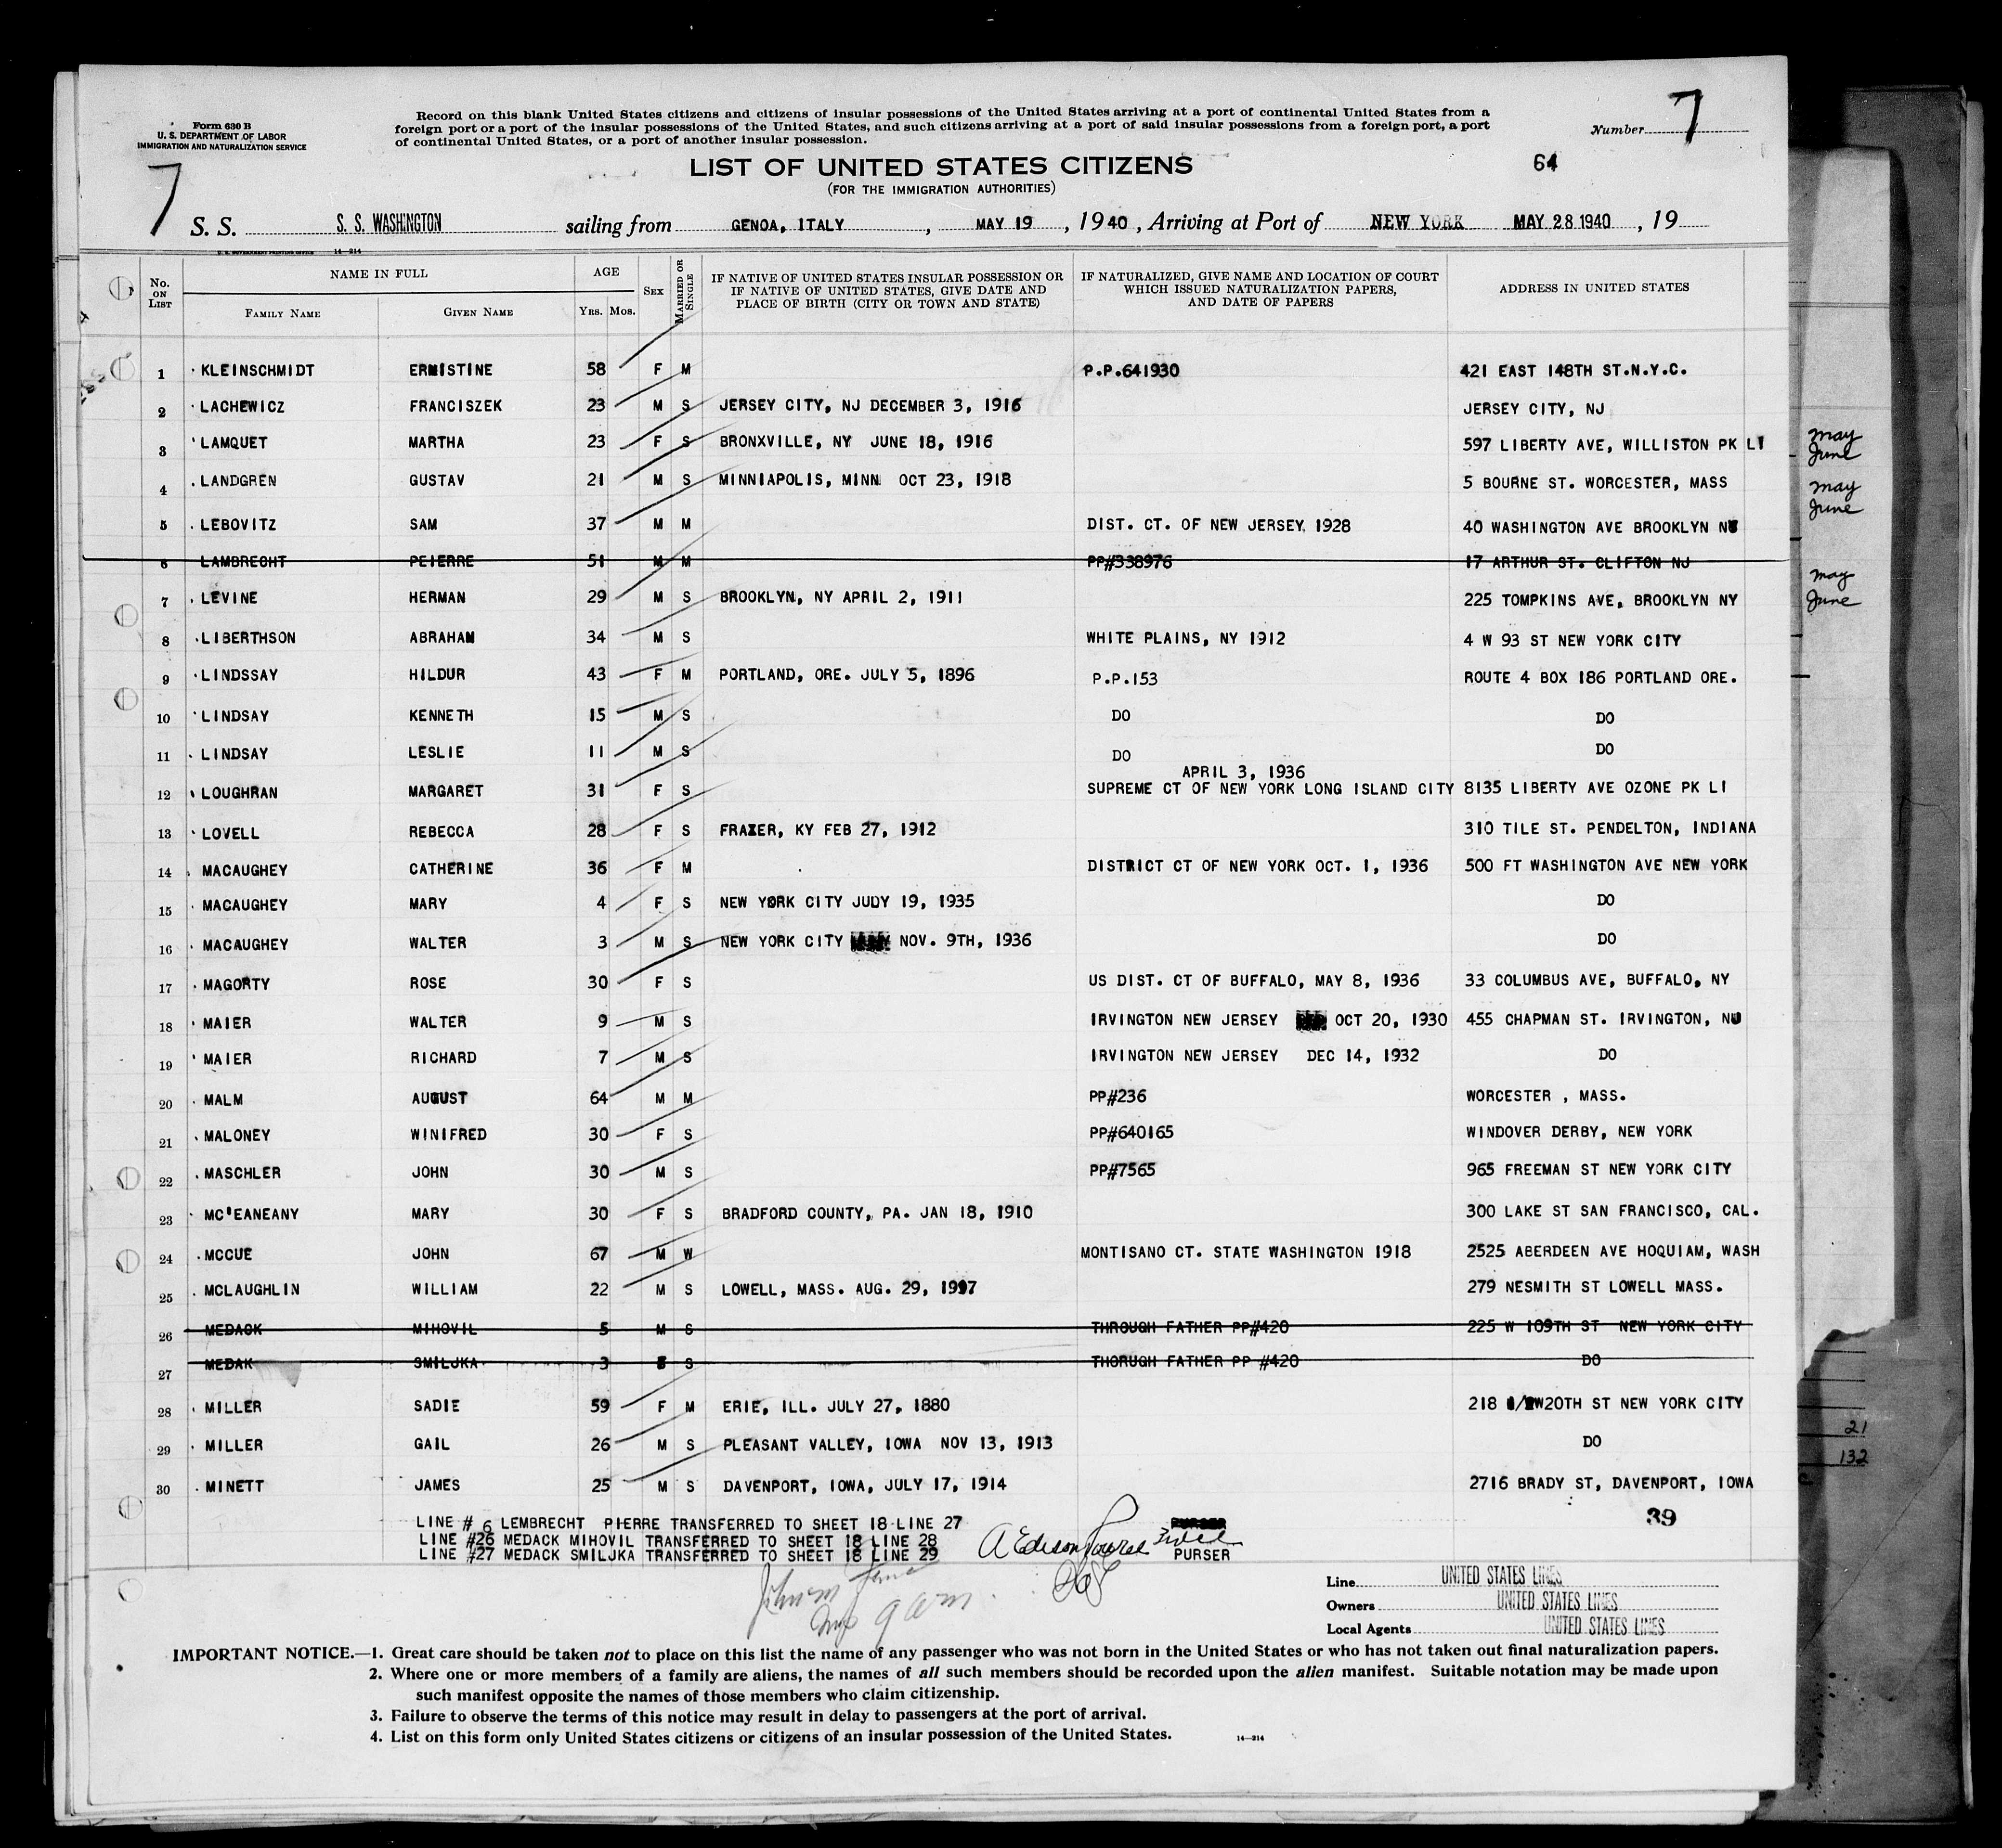 Form 630 B
U. S. DEPARTMENT OF LABOR
IMMIGRATION AND NATURALIZATION SERVICE
Record on this blank United States citizens and citizens of insular possessions of the United States arriving at a port of continental United States from a
foreign port or a port of the insular possessions of the United States, and such citizens arriving at a port of said insular possessions from a foreign port, a port
of continental United States, or a port of another insular possession.
Number 7
LIST OF UNITED STATES CITIZENS
64
(FOR THE IMMIGRATION AUTHORITIES)
7
S. S. S. S. WASHINGTON sailing from GENOA, ITALY , MAY 19 , 1940 , Arriving at Port of NEW YORK MAY 28 1940 , 19
U. S. GOVERNMENT PRINTING OFFICE 14—214
No. ON LIST NAME IN FULL AGE SEX MARRIED OR SINGLE IF NATIVE OF UNITED STATES INSULAR POSSESSION OR IF NATIVE OF UNITED STATES, GIVE DATE AND PLACE OF BIRTH (CITY OR TOWN AND STATE) IF NATURALIZED, GIVE NAME AND LOCATION OF COURT WHICH ISSUED NATURALIZATION PAPERS, AND DATE OF PAPERS ADDRESS IN UNITED STATES
FAMILY NAME GIVEN NAME YRS. MOS.
1 KLEINSCHMIDT ERMISTINE 58 F M P.P.641930 421 EAST 148TH ST.N.Y.C.
2 LACHEWICZ FRANCISZEK 23 M S JERSEY CITY, NJ DECEMBER 3, 1916 JERSEY CITY, NJ
3 LAMQUET MARTHA 23 F S BRONXVILLE, NY JUNE 18, 1916 597 LIBERTY AVE, WILLISTON PK LI
4 LANDGREN GUSTAV 21 M S MINNIAPOLIS, MINN OCT 23, 1918 5 BOURNE ST. WORCESTER, MASS
5 LEBOVITZ SAM 37 M M DIST. CT. OF NEW JERSEY, 1928 40 WASHINGTON AVE BROOKLYN
6 LAMBRECHT PEIERRE 51 M M PP#338976 17 ARTHUR ST. CLIFTON NJ
7 LEVINE HERMAN 29 M S BROOKLYN, NY APRIL 2, 1911 225 TOMPKINS AVE, BROOKLYN NY
8 LIBERTHSON ABRAHAM 34 M S WHITE PLAINS, NY 1912 4 W 93 ST NEW YORK CITY
9 LINDSSAY HILDUR 43 F M PORTLAND, ORE. JULY 5, 1896 P.P.153 ROUTE 4 BOX 186 PORTLAND ORE.
10 LINDSAY KENNETH 15 M S DO DO
11 LINDSAY LESLIE 11 M S DO DO
APRIL 3, 1936
12 LOUGHRAN MARGARET 31 F S SUPREME CT OF NEW YORK LONG ISLAND CITY 8135 LIBERTY AVE OZONE PK LI
13 LOVELL REBECCA 28 F S FRAZER, KY FEB 27, 1912 310 TILE ST. PENDELTON, INDIANA
14 MACAUGHEY CATHERINE 36 F M DISTRICT CT OF NEW YORK OCT. 1, 1936 500 FT WASHINGTON AVE NEW YORK
15 MACAUGHEY MARY 4 F S NEW YORK CITY JUDY 19, 1935 DO
16 MACAUGHEY WALTER 3 M S NEW YORK CITY NOV. 9TH, 1936 DO
17 MAGORTY ROSE 30 F S US DIST. CT OF BUFFALO, MAY 8, 1936 33 COLUMBUS AVE, BUFFALO, NY
18 MAIER WALTER 9 M S IRVINGTON NEW JERSEY OCT 20, 1930 455 CHAPMAN ST. IRVINGTON, NJ
19 MAIER RICHARD 7 M S IRVINGTON NEW JERSEY DEC 14, 1932 DO
20 MALM AUGUST 64 M M PP#236 WORCESTER , MASS.
21 MALONEY WINIFRED 30 F S PP#640165 WINDOVER DERBY, NEW YORK
22 MASCHLER JOHN 30 M S PP#7565 965 FREEMAN ST NEW YORK CITY
23 MC'EANEANY MARY 30 F S BRADFORD COUNTY, PA. JAN 18, 1910 300 LAKE ST SAN FRANCISCO, CAL.
24 MCCUE JOHN 67 M W MONTISANO CT. STATE WASHINGTON 1918 2525 ABERDEEN AVE HOQUIAM, WASH
25 MCLAUGHLIN WILLIAM 22 M S LOWELL, MASS. AUG. 29, 1997 279 NESMITH ST LOWELL MASS.
26 MEDACK MIHOVIL 5 M S THROUGH FATHER PP#420 225 W 109TH ST NEW YORK CITY
27 MEDAK SMILJKA 3 S THORUGH FATHER PP #420 DO
28 MILLER SADIE 59 F M ERIE, ILL. JULY 27, 1880 218 W20TH ST NEW YORK CITY
29 MILLER GAIL 26 M S PLEASANT VALLEY, IOWA NOV 13, 1913 DO
30 MINETT JAMES 25 M S DAVENPORT, IOWA, JULY 17, 1914 2716 BRADY ST, DAVENPORT, IOWA
39
LINE # 6 LEMBRECHT PIERRE TRANSFERRED TO SHEET 18 LINE 27
LINE #26 MEDACK MIHOVIL TRANSFERRED TO SHEET 18 LINE 28
LINE #27 MEDACK SMILJKA TRANSFERRED TO SHEET 18 LINE 29
PURSER
PURSER
Line UNITED STATES LINES
Owners UNITED STATES LINES
Local Agents UNITED STATES LINES
IMPORTANT NOTICE.—1. Great care should be taken not to place on this list the name of any passenger who was not born in the United States or who has not taken out final naturalization papers.
2. Where one or more members of a family are aliens, the names of all such members should be recorded upon the alien manifest. Suitable notation may be made upon
such manifest opposite the names of those members who claim citizenship.
3. Failure to observe the terms of this notice may result in delay to passengers at the port of arrival.
4. List on this form only United States citizens or citizens of an insular possession of the United States. 14—214
May
June
May
June
May
June
21
132